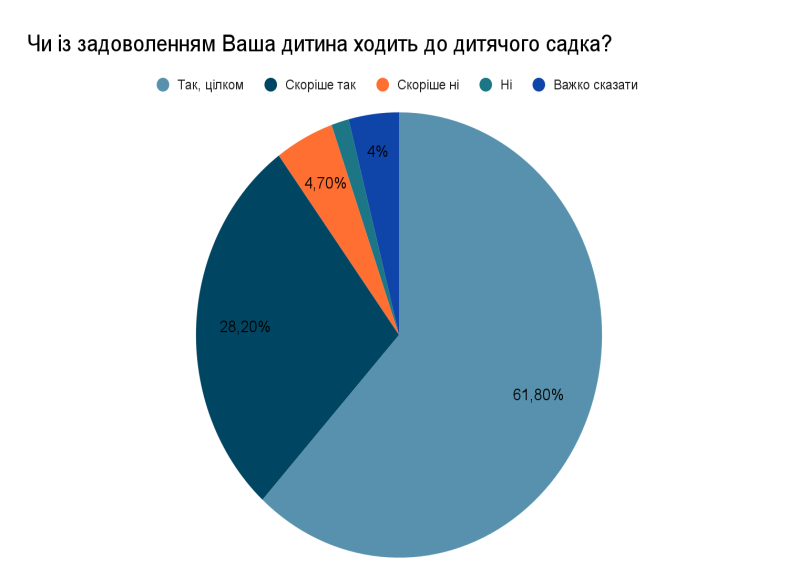 Чи із задоволенням Ваша дитина ходить до дитячого садка?
Так, цілком Скоріше так Скоріше ні Ні Важко сказати
4%
4,70%
28,20%
61,80%